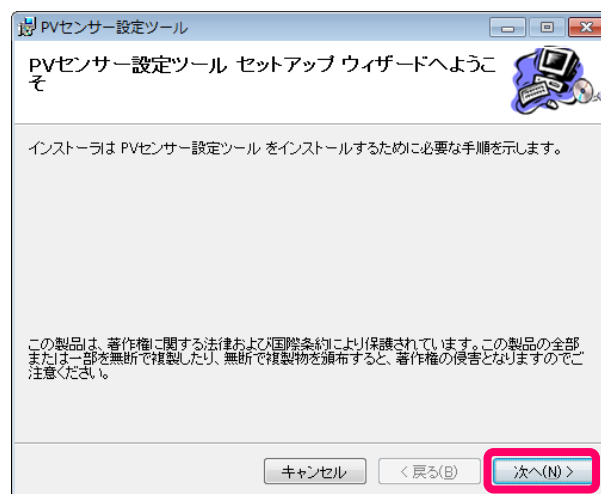 PVセンサー設定ツール
PVセンサー設定ツール セットアップ ウィザードへようこ
そ
インストーラは PVセンサー設定ツール をインストールするために必要な手順を示します。
この製品は、著作権に関する法律および国際条約により保護されています。この製品の全部
または一部を無断で複製したり、無断で複製物を頒布すると、著作権の侵害となりますのでご
注意ください。
キャンセル
< 戻る(B)
次へ(N) >